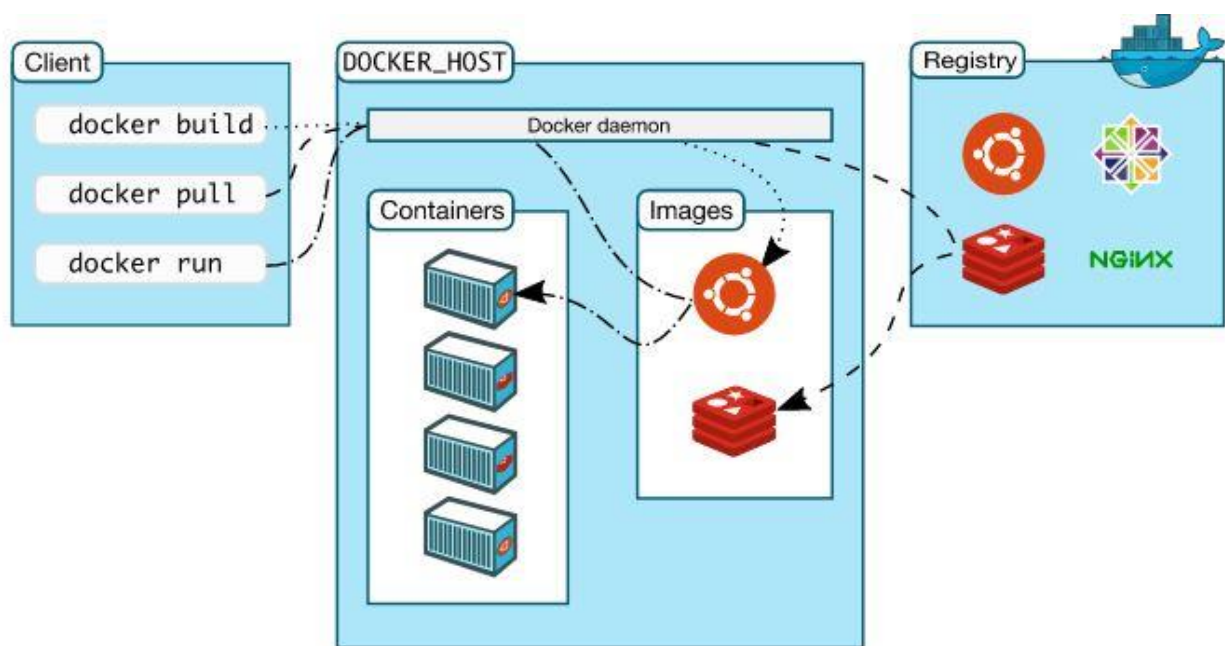 Client
docker build
docker pull
docker run
DOCKER_HOST
Docker daemon
Containers
Images
Registry
NGINX